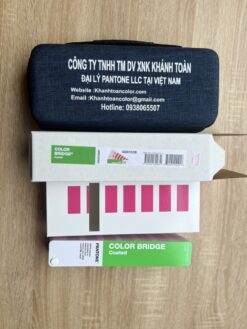 CÔNG TY TNHH TM DV XNK KHÁNH TOÀN
ĐẠI LÝ PANTONE LLC TẠI VIỆT NAM
Website: Khanhtoancolor.com
Email :Khanhtoancolor@gmail.com
Hotline: 0938065507
COLOR
BRIDGE™
Coated
PANTONE
COLOR BRIDGE
Coated